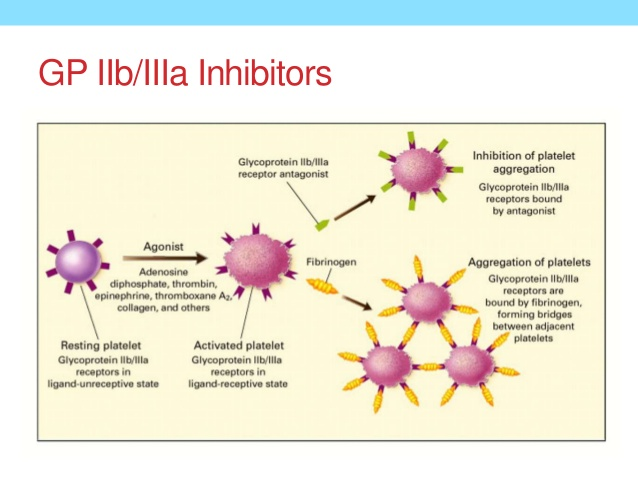 GP IIb/IIIa Inhibitors
Glycoprotein IIb/IIIa
receptor antagonist
Inhibition of platelet
aggregation
Glycoprotein IIb/IIIa
receptors bound
by antagonist
Agonist
Adenosine
diphosphate, thrombin,
epinephrine, thromboxane A₂,
collagen, and others
Fibrinogen
Aggregation of platelets
Glycoprotein IIb/IIIa
receptors are
bound by fibrinogen,
forming bridges
between adjacent
platelets
Resting platelet
Glycoprotein IIb/IIIa
receptors in
ligand-unreceptive state
Activated platelet
Glycoprotein IIb/IIIa
receptors in
ligand-receptive state